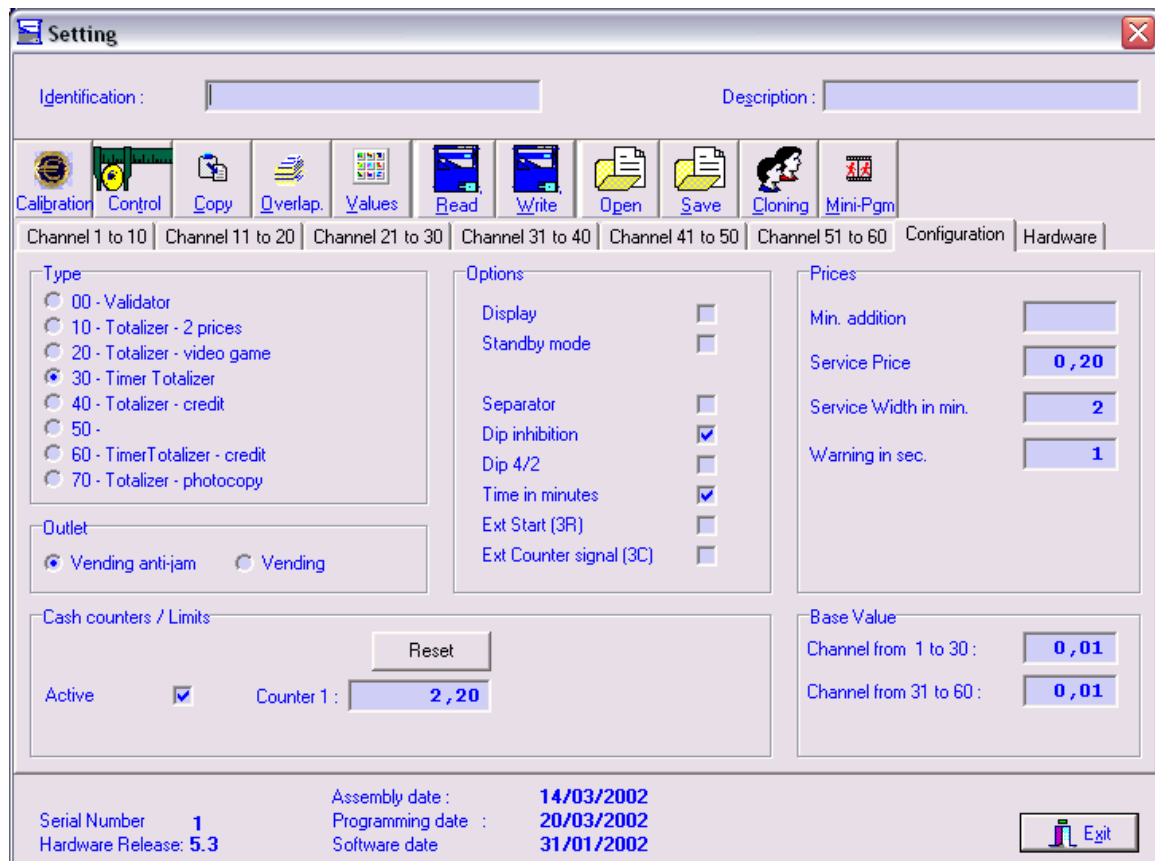 Setting
Identification :
Description :
Calibration Control Copy Overlap. Values Read Write Open Save Cloning Mini-Pgm
Channel 1 to 10 Channel 11 to 20 Channel 21 to 30 Channel 31 to 40 Channel 41 to 50 Channel 51 to 60 Configuration Hardware
Type
00 - Validator
10 - Totalizer - 2 prices
20 - Totalizer - video game
30 - Timer Totalizer
40 - Totalizer - credit
50 -
60 - TimerTotalizer - credit
70 - Totalizer - photocopy
Options
Display
Standby mode
Separator
Dip inhibition
Dip 4/2
Time in minutes
Ext Start (3R)
Ext Counter signal (3C)
Prices
Min. addition
Service Price 0,20
Service Width in min. 2
Warning in sec. 1
Outlet
Vending anti-jam Vending
Cash counters / Limits
Reset
Active Counter 1 : 2,20
Base Value
Channel from 1 to 30 : 0,01
Channel from 31 to 60 : 0,01
Serial Number 1
Hardware Release: 5.3
Assembly date : 14/03/2002
Programming date : 20/03/2002
Software date 31/01/2002
Exit